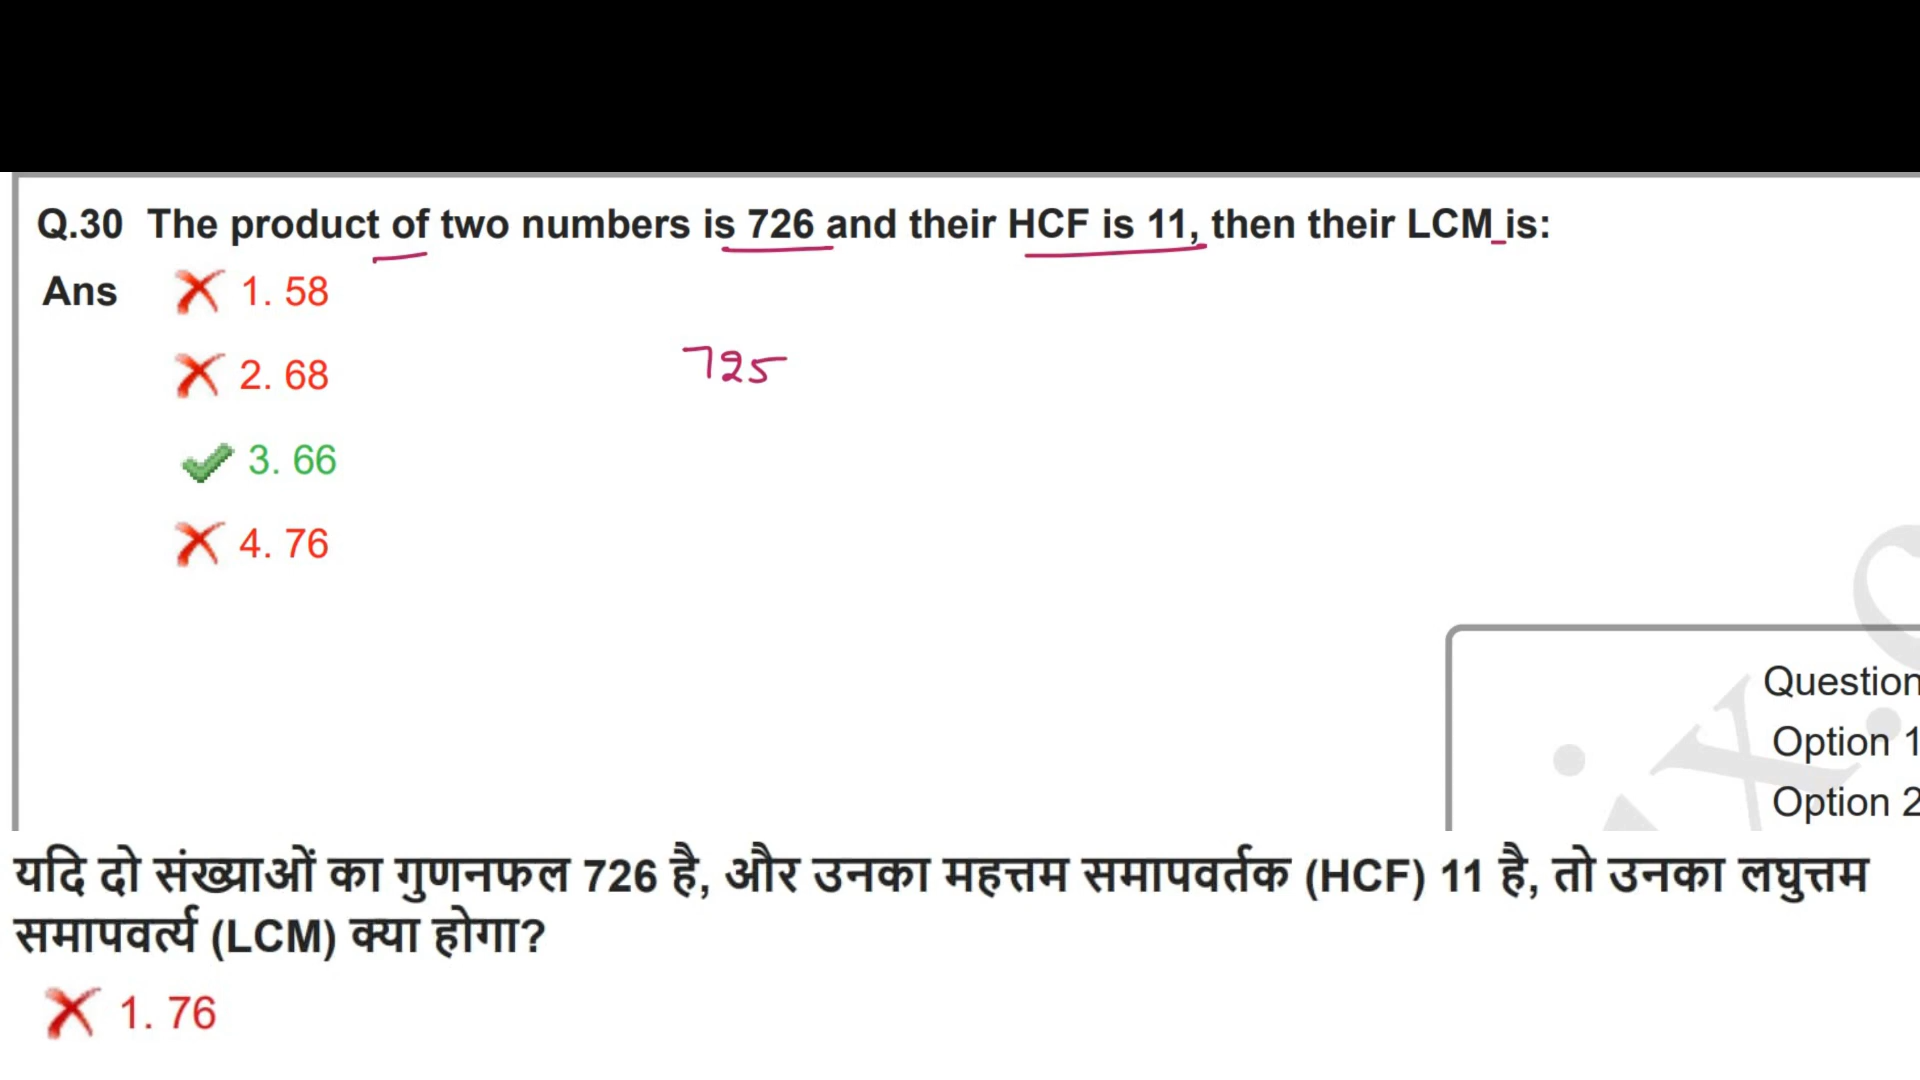 Q.30 The product of two numbers is 726 and their HCF is 11, then their LCM is:
Ans 1. 58
2. 68
725
3. 66
4. 76
Question
Option 1
Option 2
यदि दो संख्याओं का गुणनफल 726 है, और उनका महत्तम समापवर्तक (HCF) 11 है, तो उनका लघुत्तम
समापवर्त्य (LCM) क्या होगा?
1. 76